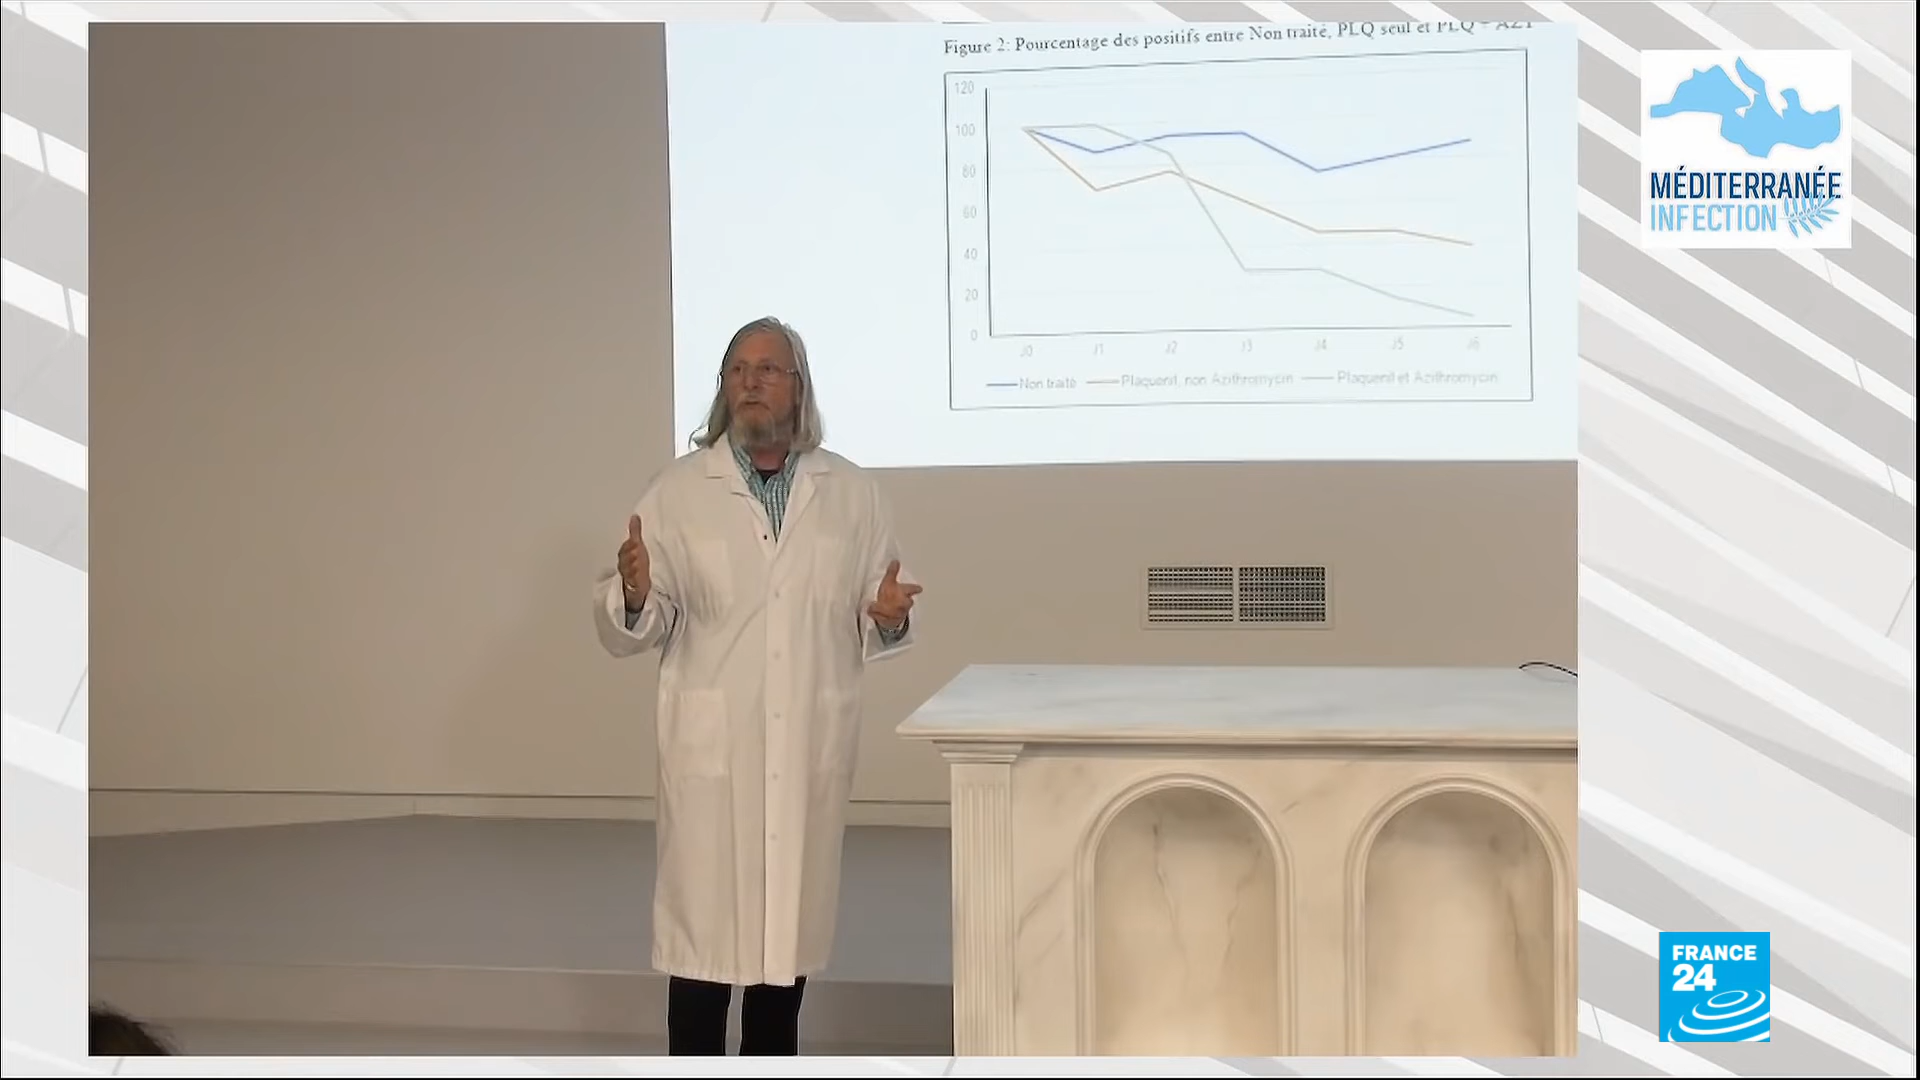 Figure 2: Pourcentage des positifs entre Non traité, PLQ seul et PLQ + AZT
120
100
80
60
40
20
0
J0 J1 J2 J3 J4 J5 J6
Non traité Plaquenil, non Azithromycin Plaquenil et Azithromycin
MÉDITERRANÉE
INFECTION
FRANCE
24